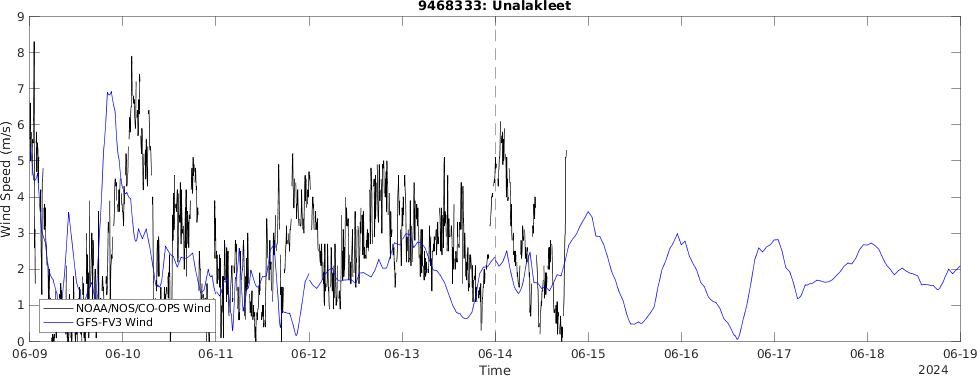 9468333: Unalakleet
Wind Speed (m/s)
9
8
7
6
5
4
3
2
1
0
NOAA/NOS/CO-OPS Wind
GFS-FV3 Wind
06-09 06-10 06-11 06-12 06-13 06-14 06-15 06-16 06-17 06-18 06-19
Time
2024